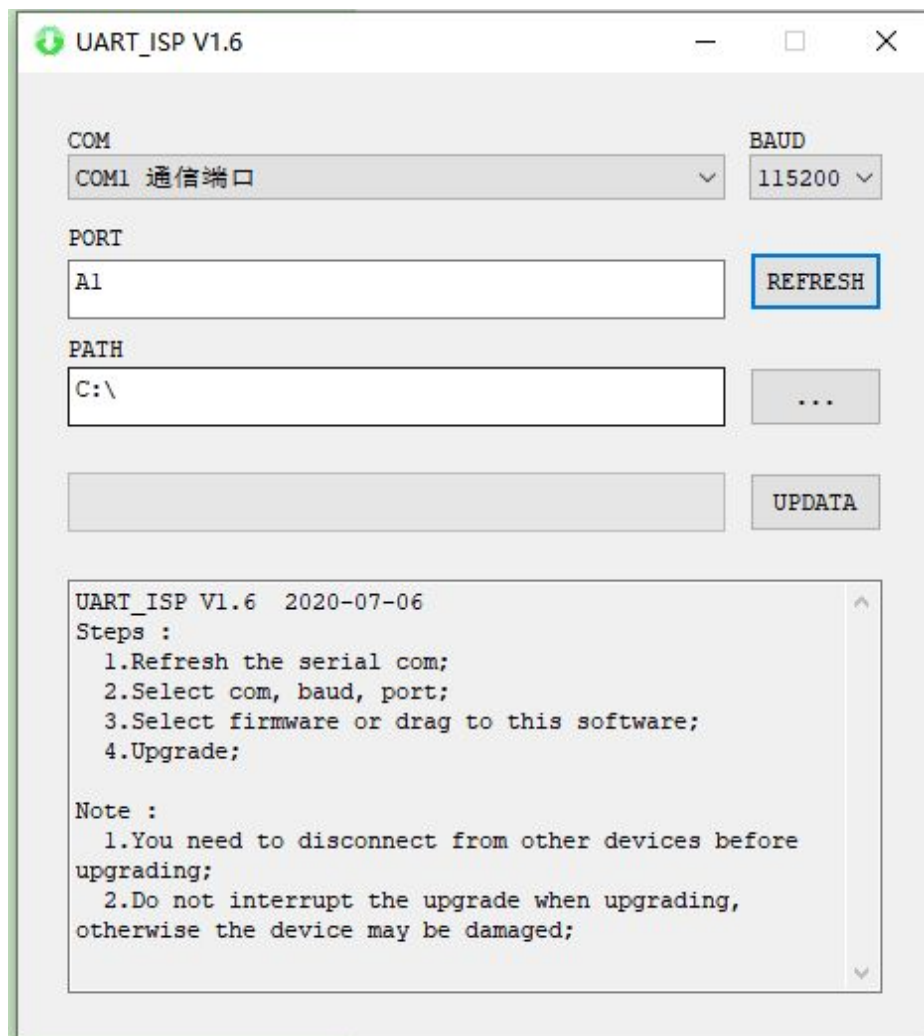 UART_ISP V1.6
COM
BAUD
COM1 通信端口
115200
PORT
A1
REFRESH
PATH
C:\
...
UPDATA
UART_ISP V1.6  2020-07-06
Steps :
  1.Refresh the serial com;
  2.Select com, baud, port;
  3.Select firmware or drag to this software;
  4.Upgrade;
Note :
  1.You need to disconnect from other devices before
upgrading;
  2.Do not interrupt the upgrade when upgrading,
otherwise the device may be damaged;